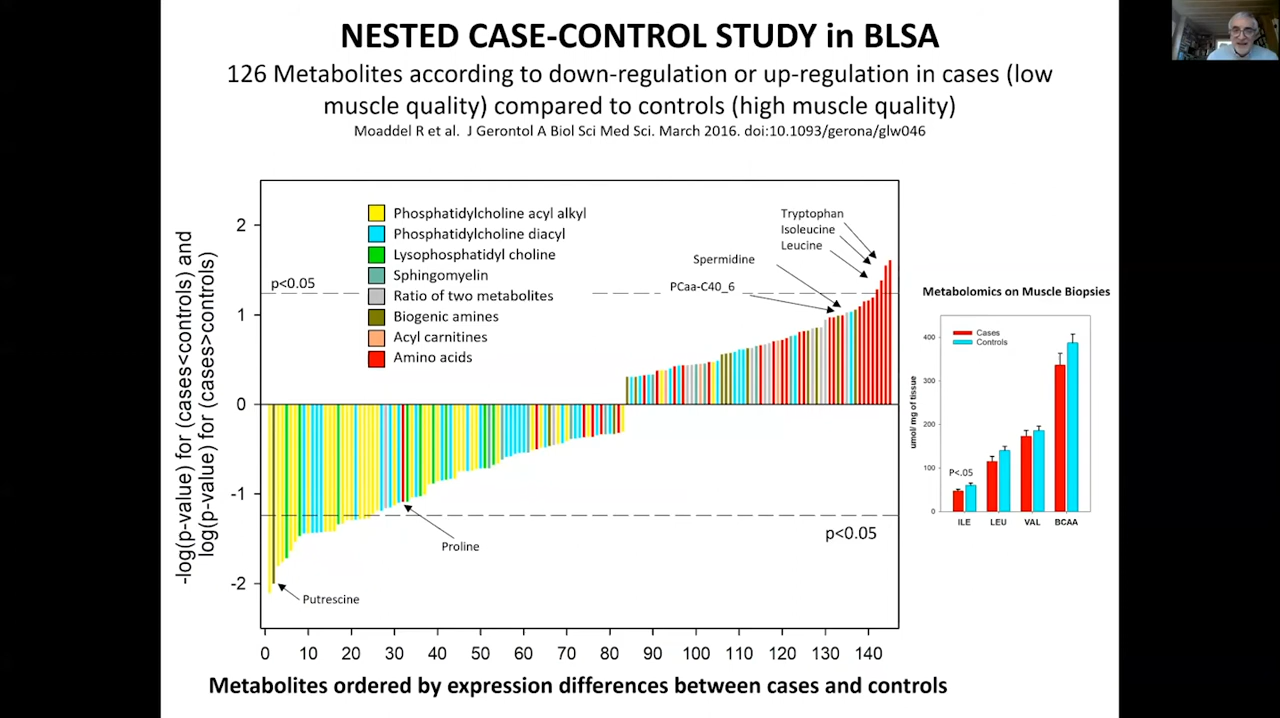 NESTED CASE-CONTROL STUDY in BLSA
126 Metabolites according to down-regulation or up-regulation in cases (low
muscle quality) compared to controls (high muscle quality)
Moaddel R et al.  J Gerontol A Biol Sci Med Sci. March 2016. doi:10.1093/gerona/glw046
-log(p-value) for (cases<controls) and
log(p-value) for (cases>controls)
2
1
0
-1
-2
Phosphatidylcholine acyl alkyl
Phosphatidylcholine diacyl
Lysophosphatidyl choline
Sphingomyelin
Ratio of two metabolites
Biogenic amines
Acyl carnitines
Amino acids
p<0.05
Tryptophan
Isoleucine
Leucine
Spermidine
PCaa-C40_6
Proline
Putrescine
p<0.05
0 10 20 30 40 50 60 70 80 90 100 110 120 130 140
Metabolites ordered by expression differences between cases and controls
Metabolomics on Muscle Biopsies
Cases
Controls
umol/ mg of tissue
400
300
200
100
0
P<.05
ILE LEU VAL BCAA